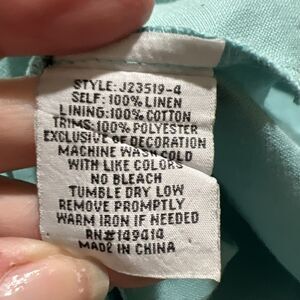 STYLE: J23519-4
SELF: 100% LINEN
LINING: 100% COTTON
TRIMS: 100% POLYESTER
EXCLUSIVE OF DECORATION
MACHINE WASH COLD
WITH LIKE COLORS
NO BLEACH
TUMBLE DRY LOW
REMOVE PROMPTLY
WARM IRON IF NEEDED
RN#149414
MADE IN CHINA